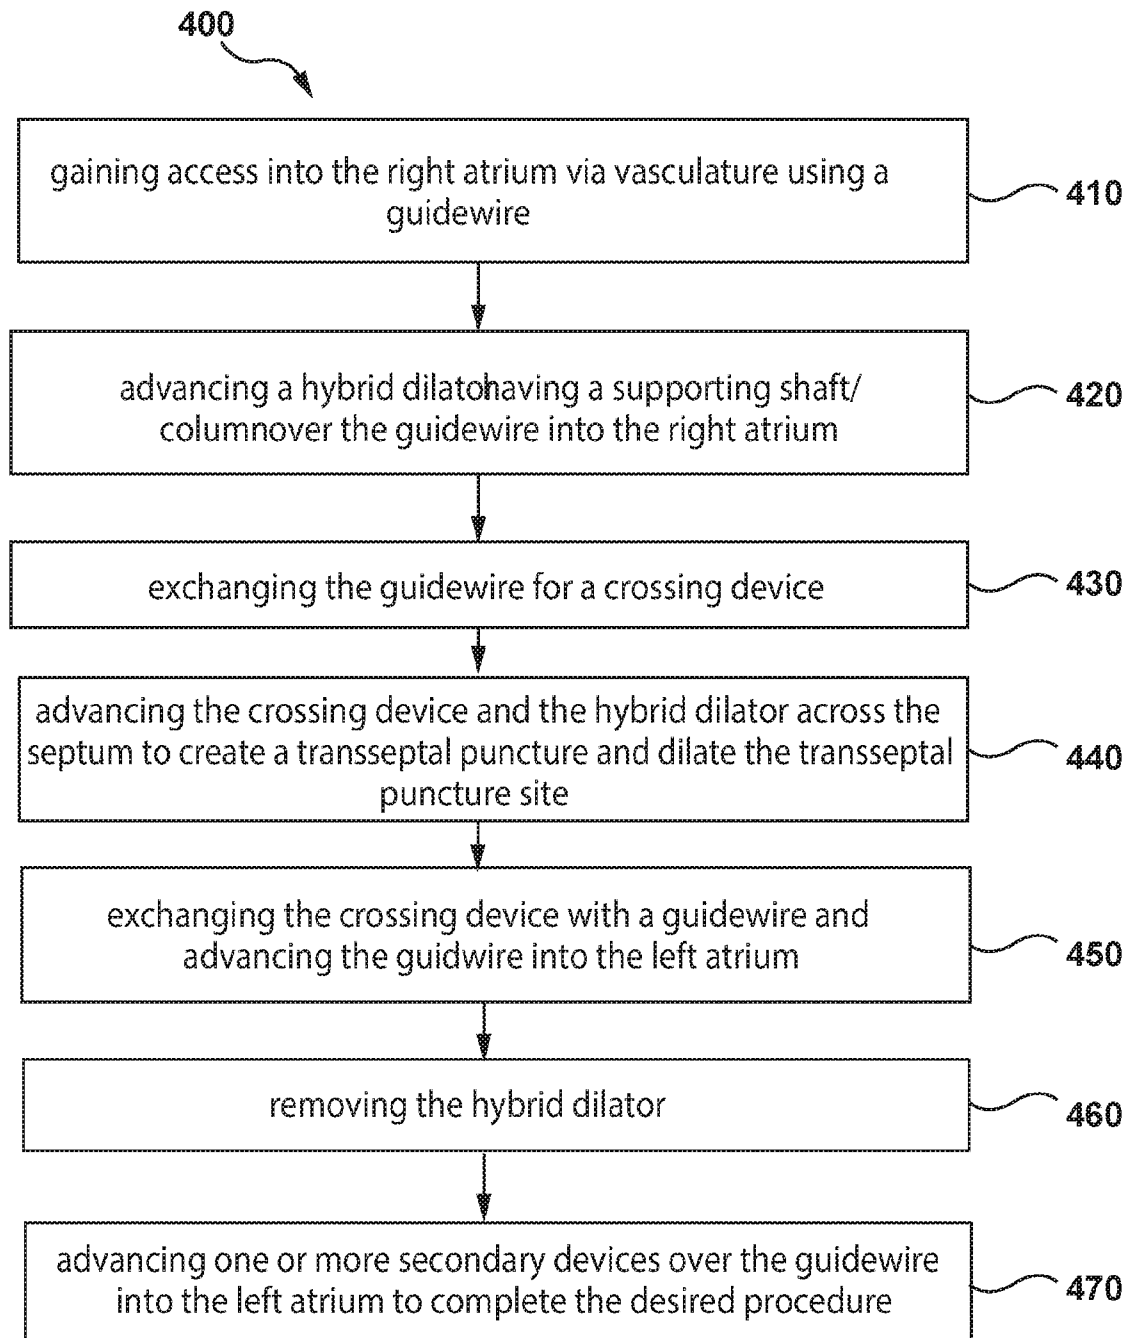 400
gaining access into the right atrium via vasculature using a
guidewire
410
advancing a hybrid dilatohaving a supporting shaft/
columnover the guidewire into the right atrium
420
exchanging the guidewire for a crossing device
430
advancing the crossing device and the hybrid dilator across the
septum to create a transseptal puncture and dilate the transseptal
puncture site
440
exchanging the crossing device with a guidewire and
advancing the guidwire into the left atrium
450
removing the hybrid dilator
460
advancing one or more secondary devices over the guidewire
into the left atrium to complete the desired procedure
470